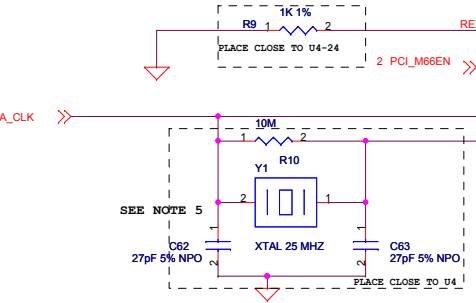 1K 1%
R9 1 2 RE
PLACE CLOSE TO U4-24
2 PCI_M66EN
A_CLK
10M
1 2
R10
Y1
2 1
SEE NOTE 5
1 1
C62 XTAL 25 MHZ C63
27pF 5% NPO 27pF 5% NPO
2 2
PLACE CLOSE TO U4